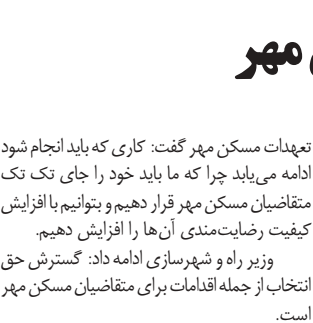 مهر
تعهدات مسکن مهر گفت: کاری که باید انجام شود
ادامه می‌یابد چرا که ما باید خود را جای تک تک
متقاضیان مسکن مهر قرار دهیم و بتوانیم با افزایش
کیفیت رضایت‌مندی آن‌ها را افزایش دهیم.
وزیر راه و شهرسازی ادامه داد: گسترش حق
انتخاب از جمله اقدامات برای متقاضیان مسکن مهر
است.